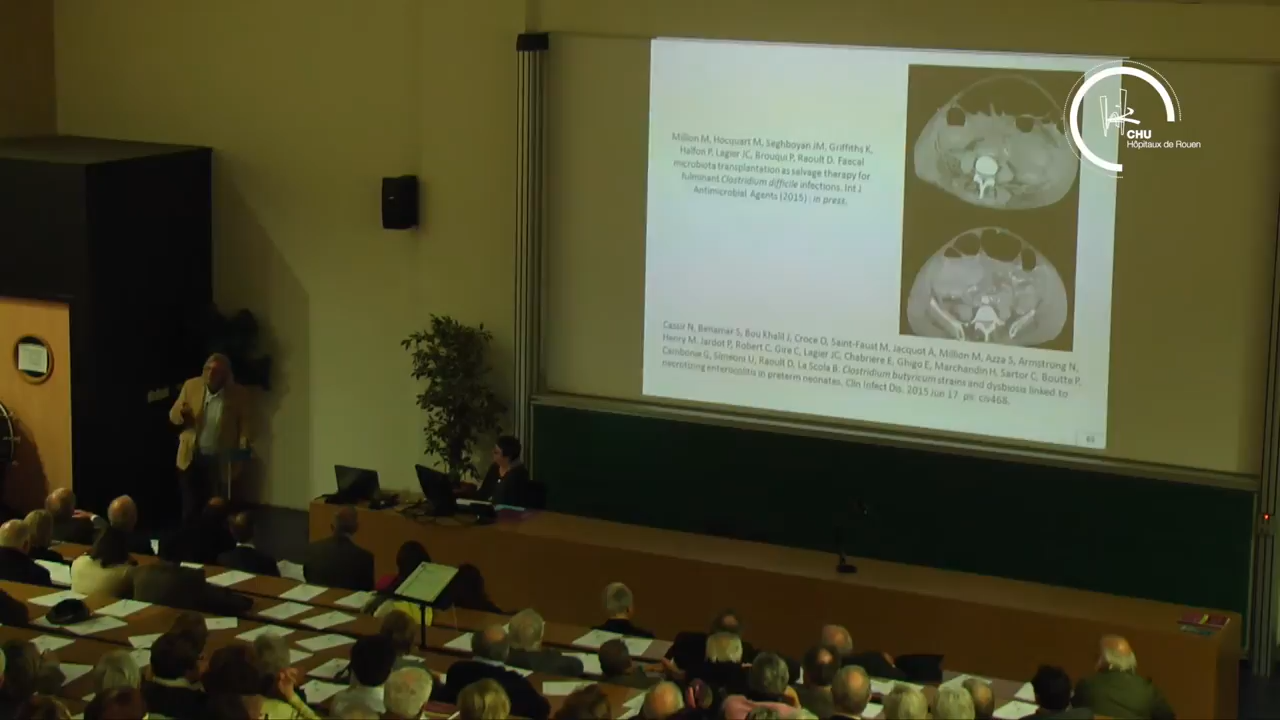 Million M, Hocquart M, Seghboyan JM, Griffiths K,
Halfon P, Lagier JC, Brouqui P, Raoult D. Faecal
microbiota transplantation as salvage therapy for
fulminant Clostridium difficile infections. Int J
Antimicrobial. Agents (2015) : in press.
CHU
Hôpitaux de Rouen
Cassir N, Benamar S, Bou Khalil J, Croce O, Saint-Faust M, Jacquot A, Million M, Azza S, Armstrong N,
Henry M, Jardot P, Robert C, Gire C, Lagier JC, Chabriere E, Ghigo E, Marchandin H, Sartor C, Boutte P,
Cambonie G, Simeoni U, Raoult D, La Scola B. Clostridium butyricum strains and dysbiosis linked to
necrotizing enterocolitis in preterm neonates. Clin Infect Dis. 2015 Jun 17. pii: civ468.